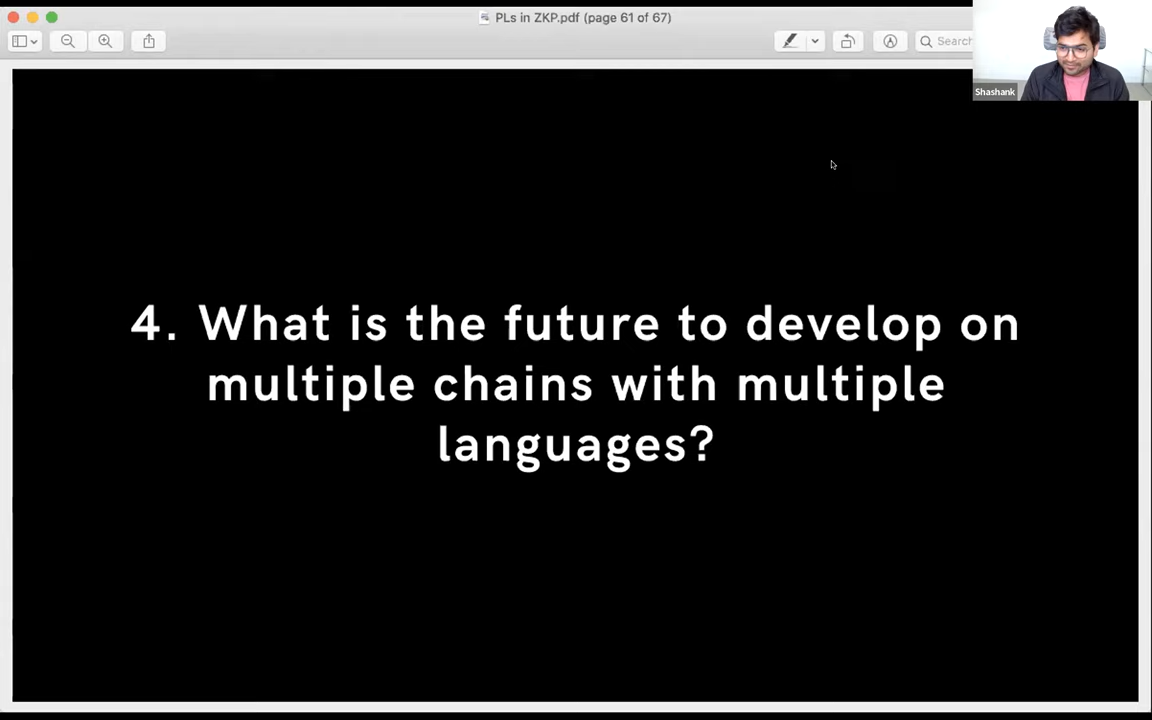 PLs in ZKP.pdf (page 61 of 67)
Search
Shashank
4. What is the future to develop on
multiple chains with multiple
languages?